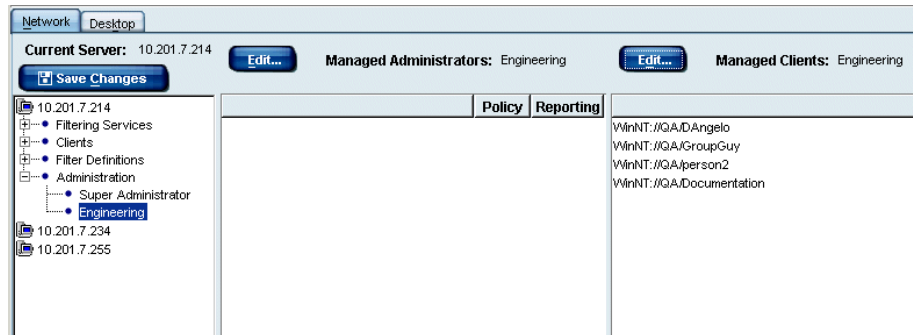 Network Desktop
Current Server: 10.201.7.214
Save Changes
Edit... Managed Administrators: Engineering
Edit... Managed Clients: Engineering
10.201.7.214
Filtering Services
Clients
Filter Definitions
Administration
Super Administrator
Engineering
10.201.7.234
10.201.7.255
Policy Reporting
WinNT://QA/DAngelo
WinNT://QA/GroupGuy
WinNT://QA/person2
WinNT://QA/Documentation